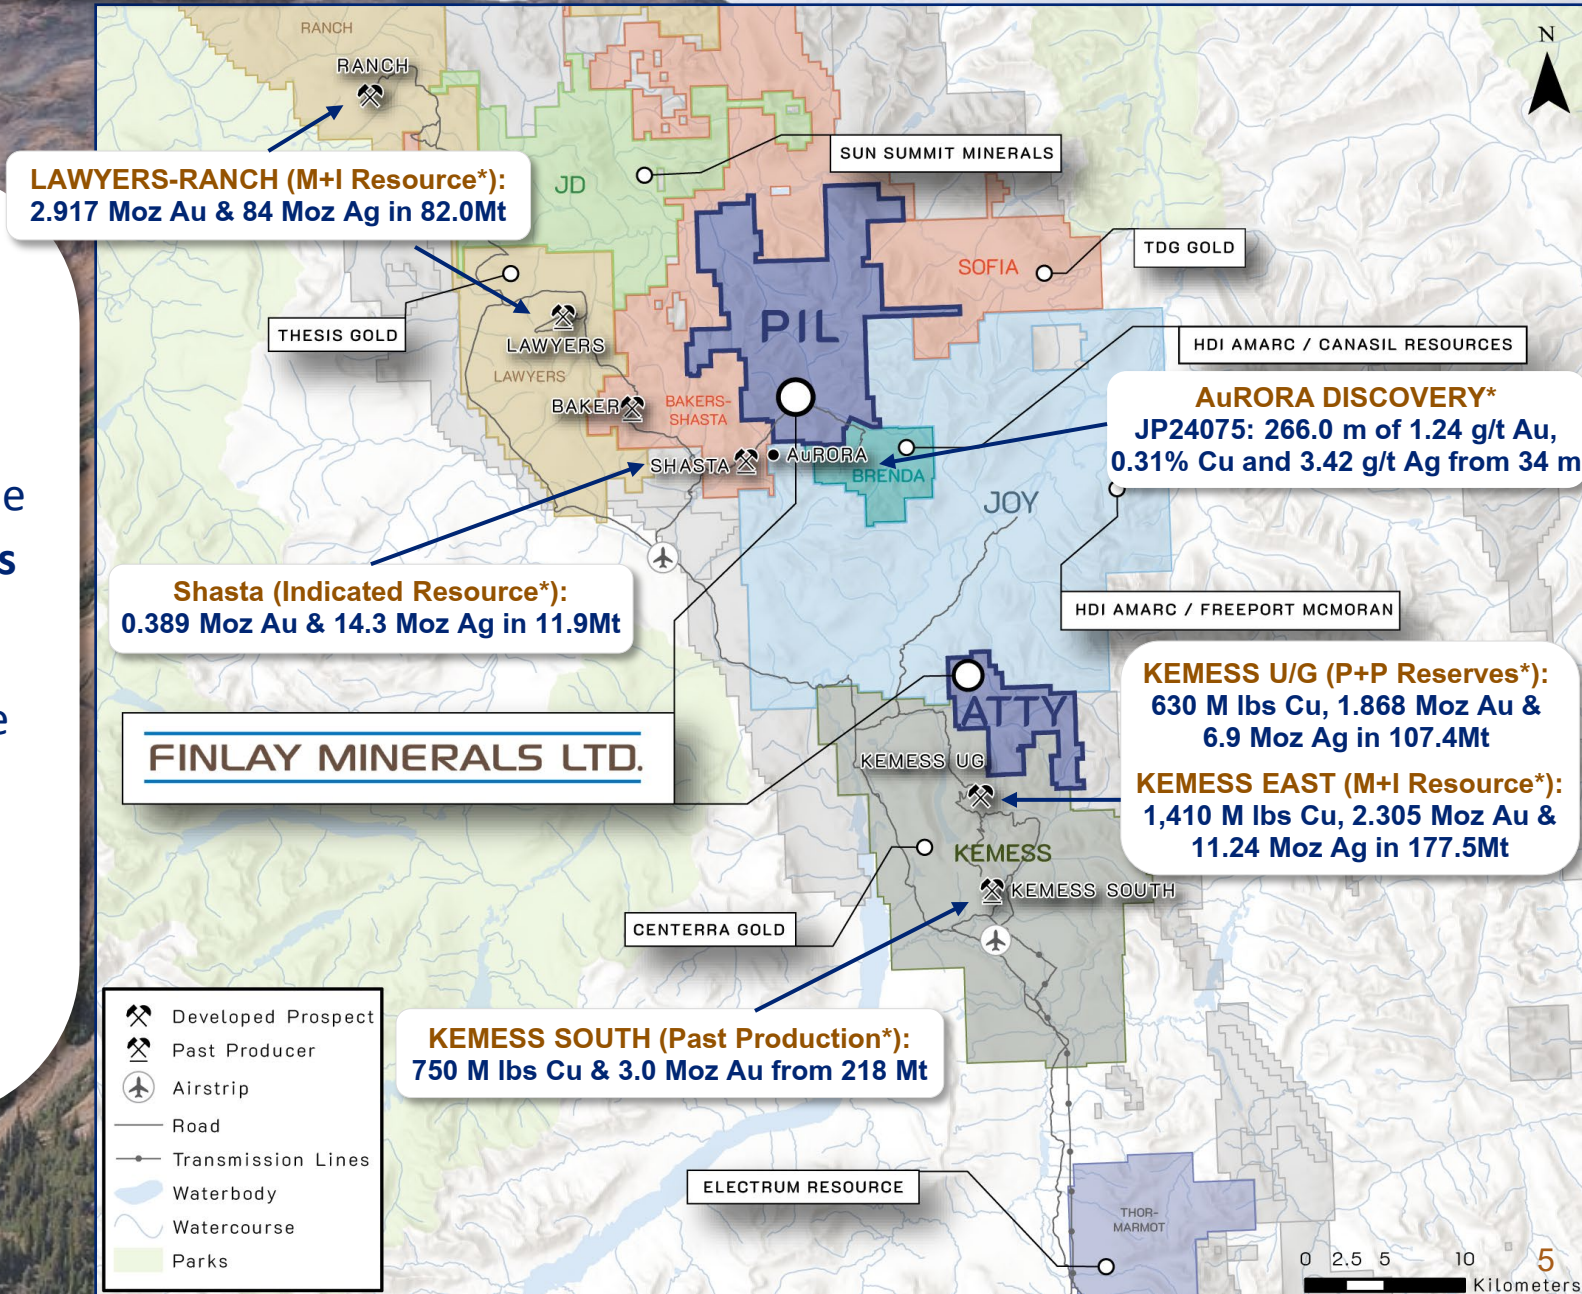 e
s
e
RANCH
RANCH
LAWYERS-RANCH (M+I Resource*):
2.917 Moz Au & 84 Moz Ag in 82.0Mt
JD
SUN SUMMIT MINERALS
N
SOFIA
TDG GOLD
THESIS GOLD
LAWYERS
LAWYERS
PIL
HDI AMARC / CANASIL RESOURCES
BAKER
BAKERS-
SHASTA
SHASTA
AuRORA
BRENDA
JOY
AuRORA DISCOVERY*
JP24075: 266.0 m of 1.24 g/t Au,
0.31% Cu and 3.42 g/t Ag from 34 m
Shasta (Indicated Resource*):
0.389 Moz Au & 14.3 Moz Ag in 11.9Mt
HDI AMARC / FREEPORT MCMORAN
FINLAY MINERALS LTD.
ATTY
KEMESS U/G (P+P Reserves*):
630 M lbs Cu, 1.868 Moz Au &
6.9 Moz Ag in 107.4Mt
KEMESS EAST (M+I Resource*):
1,410 M lbs Cu, 2.305 Moz Au &
11.24 Moz Ag in 177.5Mt
KEMESS UG
KEMESS
KEMESS SOUTH
CENTERRA GOLD
KEMESS SOUTH (Past Production*):
750 M lbs Cu & 3.0 Moz Au from 218 Mt
Developed Prospect
Past Producer
Airstrip
Road
Transmission Lines
Waterbody
Watercourse
Parks
ELECTRUM RESOURCE
THOR-
MARMOT
0 2.5 5 10
Kilometers
5